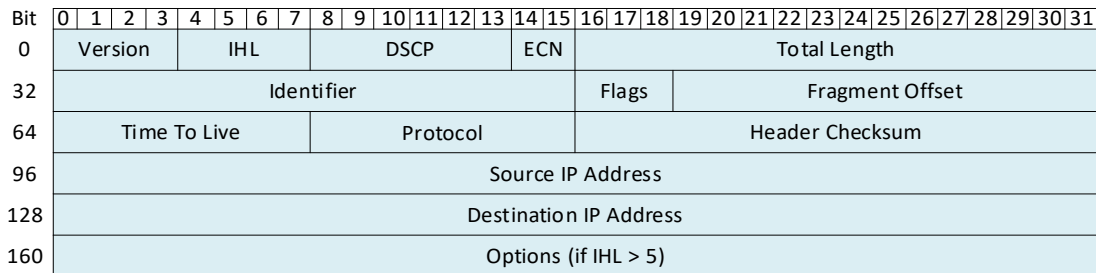 Bit 0 1 2 3 4 5 6 7 8 9 10 11 12 13 14 15 16 17 18 19 20 21 22 23 24 25 26 27 28 29 30 31
0 Version IHL DSCP ECN Total Length
32 Identifier Flags Fragment Offset
64 Time To Live Protocol Header Checksum
96 Source IP Address
128 Destination IP Address
160 Options (if IHL > 5)